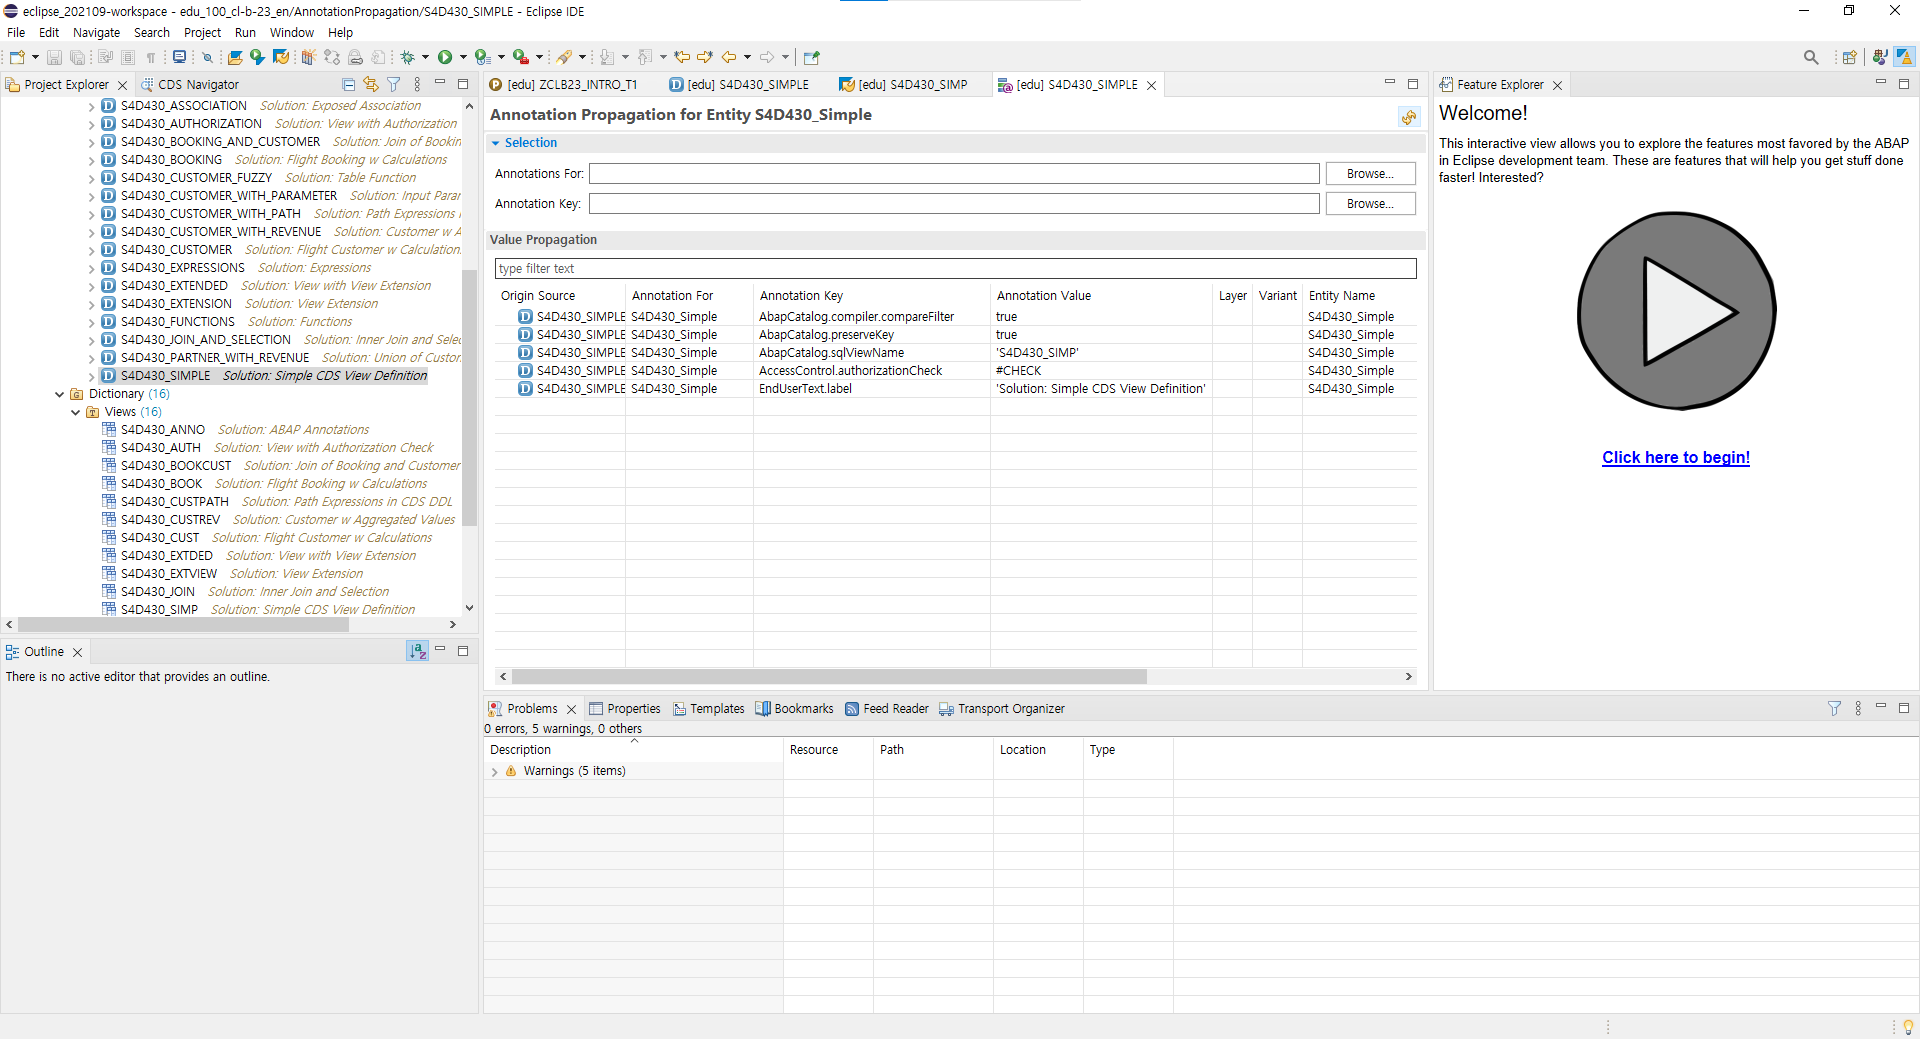 eclipse_202109-workspace - edu_100_cl-b-23_en/AnnotationPropagation/S4D430_SIMPLE - Eclipse IDE
File Edit Navigate Search Project Run Window Help
Project Explorer CDS Navigator
S4D430_ASSOCIATION Solution: Exposed Association
S4D430_AUTHORIZATION Solution: View with Authorization
S4D430_BOOKING_AND_CUSTOMER Solution: Join of Bookin
S4D430_BOOKING Solution: Flight Booking w Calculations
S4D430_CUSTOMER_FUZZY Solution: Table Function
S4D430_CUSTOMER_WITH_PARAMETER Solution: Input Parar
S4D430_CUSTOMER_WITH_PATH Solution: Path Expressions i
S4D430_CUSTOMER_WITH_REVENUE Solution: Customer w A
S4D430_CUSTOMER Solution: Flight Customer w Calculation
S4D430_EXPRESSIONS Solution: Expressions
S4D430_EXTENDED Solution: View with View Extension
S4D430_EXTENSION Solution: View Extension
S4D430_FUNCTIONS Solution: Functions
S4D430_JOIN_AND_SELECTION Solution: Inner Join and Selec
S4D430_PARTNER_WITH_REVENUE Solution: Union of Custor
S4D430_SIMPLE Solution: Simple CDS View Definition
Dictionary (16)
Views (16)
S4D430_ANNO Solution: ABAP Annotations
S4D430_AUTH Solution: View with Authorization Check
S4D430_BOOKCUST Solution: Join of Booking and Customer
S4D430_BOOK Solution: Flight Booking w Calculations
S4D430_CUSTPATH Solution: Path Expressions in CDS DDL
S4D430_CUSTREV Solution: Customer w Aggregated Values
S4D430_CUST Solution: Flight Customer w Calculations
S4D430_EXTDED Solution: View with View Extension
S4D430_EXTVIEW Solution: View Extension
S4D430_JOIN Solution: Inner Join and Selection
S4D430_SIMP Solution: Simple CDS View Definition
Outline
There is no active editor that provides an outline.
[edu] ZCLB23_INTRO_T1 [edu] S4D430_SIMPLE [edu] S4D430_SIMP [edu] S4D430_SIMPLE
Annotation Propagation for Entity S4D430_Simple
Selection
Annotations For: Browse...
Annotation Key: Browse...
Value Propagation
type filter text
Origin Source Annotation For Annotation Key Annotation Value Layer Variant Entity Name
S4D430_SIMPLE S4D430_Simple AbapCatalog.compiler.compareFilter true S4D430_Simple
S4D430_SIMPLE S4D430_Simple AbapCatalog.preserveKey true S4D430_Simple
S4D430_SIMPLE S4D430_Simple AbapCatalog.sqlViewName 'S4D430_SIMP' S4D430_Simple
S4D430_SIMPLE S4D430_Simple AccessControl.authorizationCheck #CHECK S4D430_Simple
S4D430_SIMPLE S4D430_Simple EndUserText.label 'Solution: Simple CDS View Definition' S4D430_Simple
Feature Explorer
Welcome!
This interactive view allows you to explore the features most favored by the ABAP
in Eclipse development team. These are features that will help you get stuff done
faster! Interested?
Click here to begin!
Problems Properties Templates Bookmarks Feed Reader Transport Organizer
0 errors, 5 warnings, 0 others
Description Resource Path Location Type
Warnings (5 items)